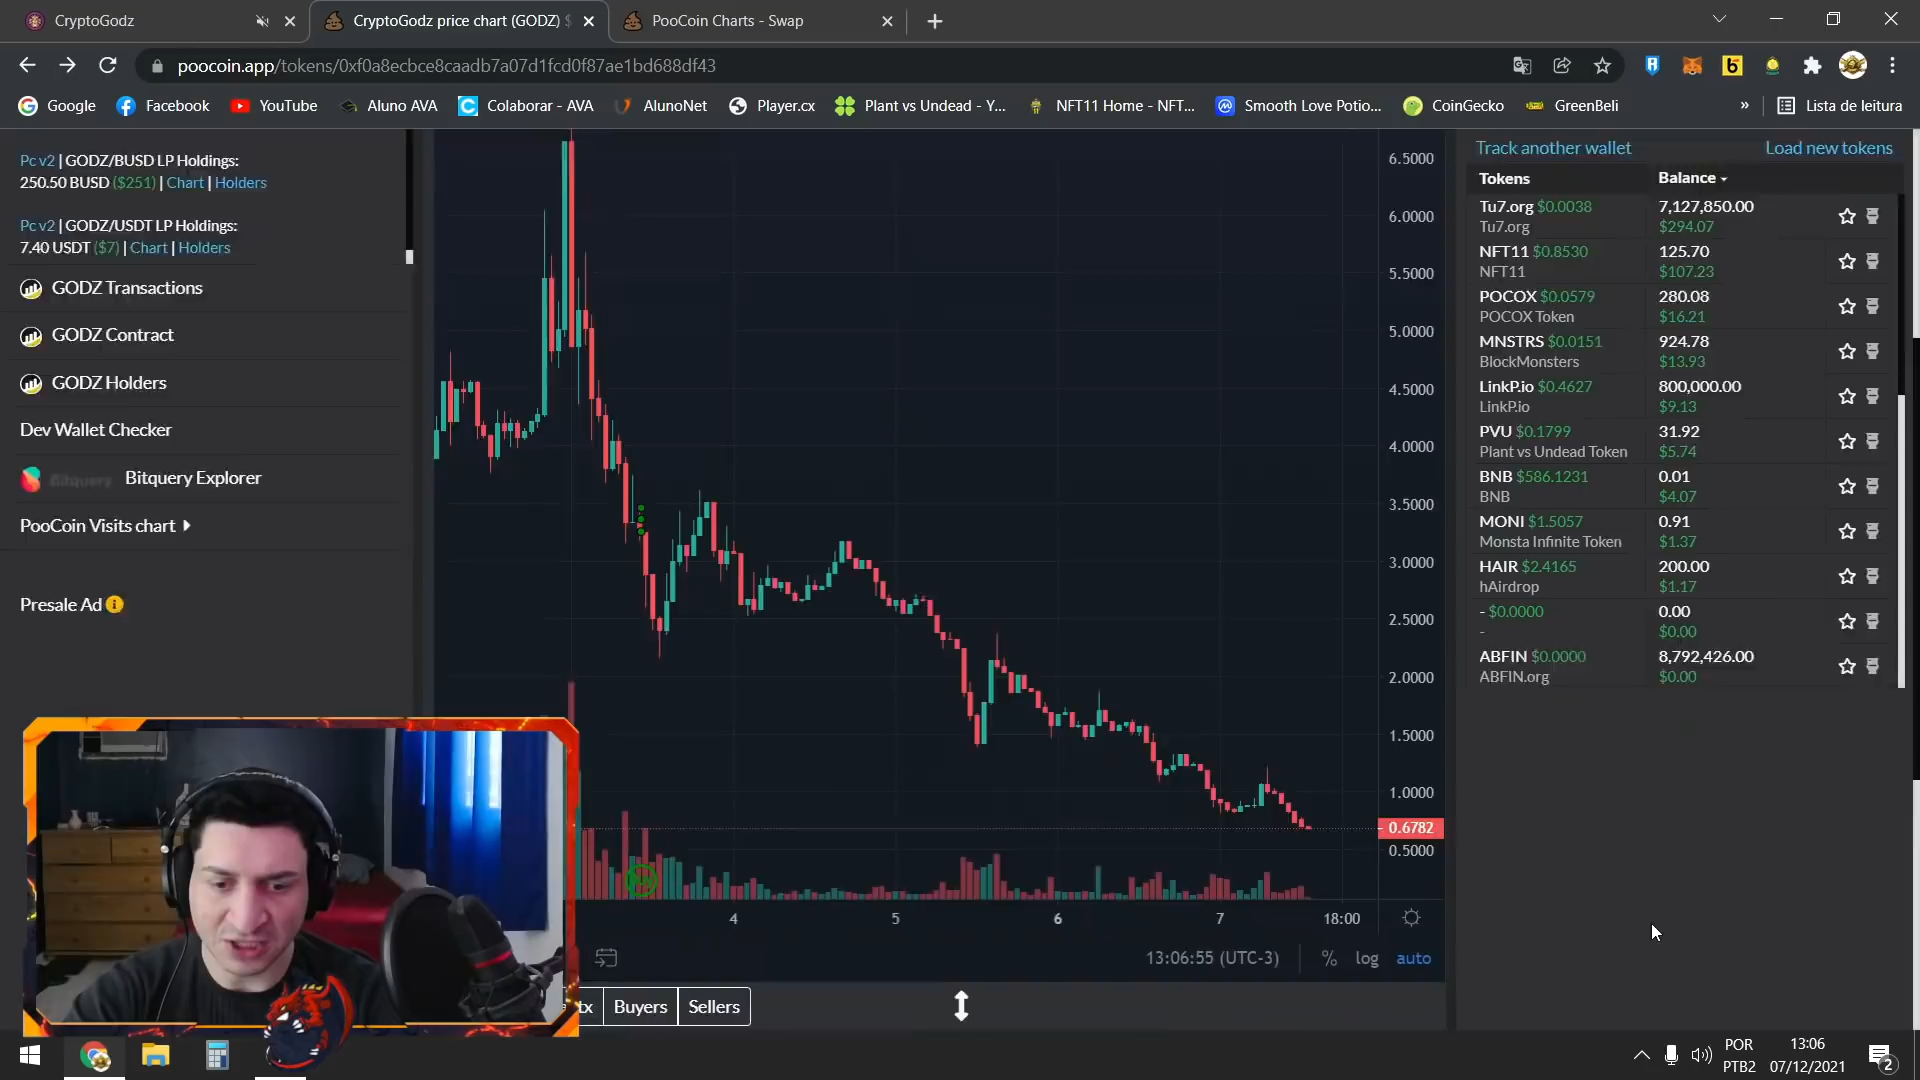 CryptoGodz
CryptoGodz price chart (GODZ) $
PooCoin Charts - Swap
poocoin.app/tokens/0xf0a8ecbce8caadb7a07d1fcd0f87ae1bd688df43
Google
Facebook
YouTube
Aluno AVA
Colaborar - AVA
AlunoNet
Player.cx
Plant vs Undead - Y...
NFT11 Home - NFT...
Smooth Love Potio...
CoinGecko
GreenBeli
»
Lista de leitura
Pc v2 | GODZ/BUSD LP Holdings:
250.50 BUSD ($251) | Chart | Holders
Pc v2 | GODZ/USDT LP Holdings:
7.40 USDT ($7) | Chart | Holders
GODZ Transactions
GODZ Contract
GODZ Holders
Dev Wallet Checker
Bitquery Bitquery Explorer
PooCoin Visits chart
Presale Ad
6.5000
6.0000
5.5000
5.0000
4.5000
4.0000
3.5000
3.0000
2.5000
2.0000
1.5000
1.0000
0.6782
0.5000
4 5 6 7 18:00
13:06:55 (UTC-3) % log auto
tx Buyers Sellers
Track another wallet Load new tokens
Tokens Balance
Tu7.org $0.0038 7,127,850.00
Tu7.org $294.07
NFT11 $0.8530 125.70
NFT11 $107.23
POCOX $0.0579 280.08
POCOX Token $16.21
MNSTRS $0.0151 924.78
BlockMonsters $13.93
LinkP.io $0.4627 800,000.00
LinkP.io $9.13
PVU $0.1799 31.92
Plant vs Undead Token $5.74
BNB $586.1231 0.01
BNB $4.07
MONI $1.5057 0.91
Monsta Infinite Token $1.37
HAIR $2.4165 200.00
hAirdrop $1.17
- $0.0000 0.00
- $0.00
ABFIN $0.0000 8,792,426.00
ABFIN.org $0.00
POR
PTB2
13:06
07/12/2021
2